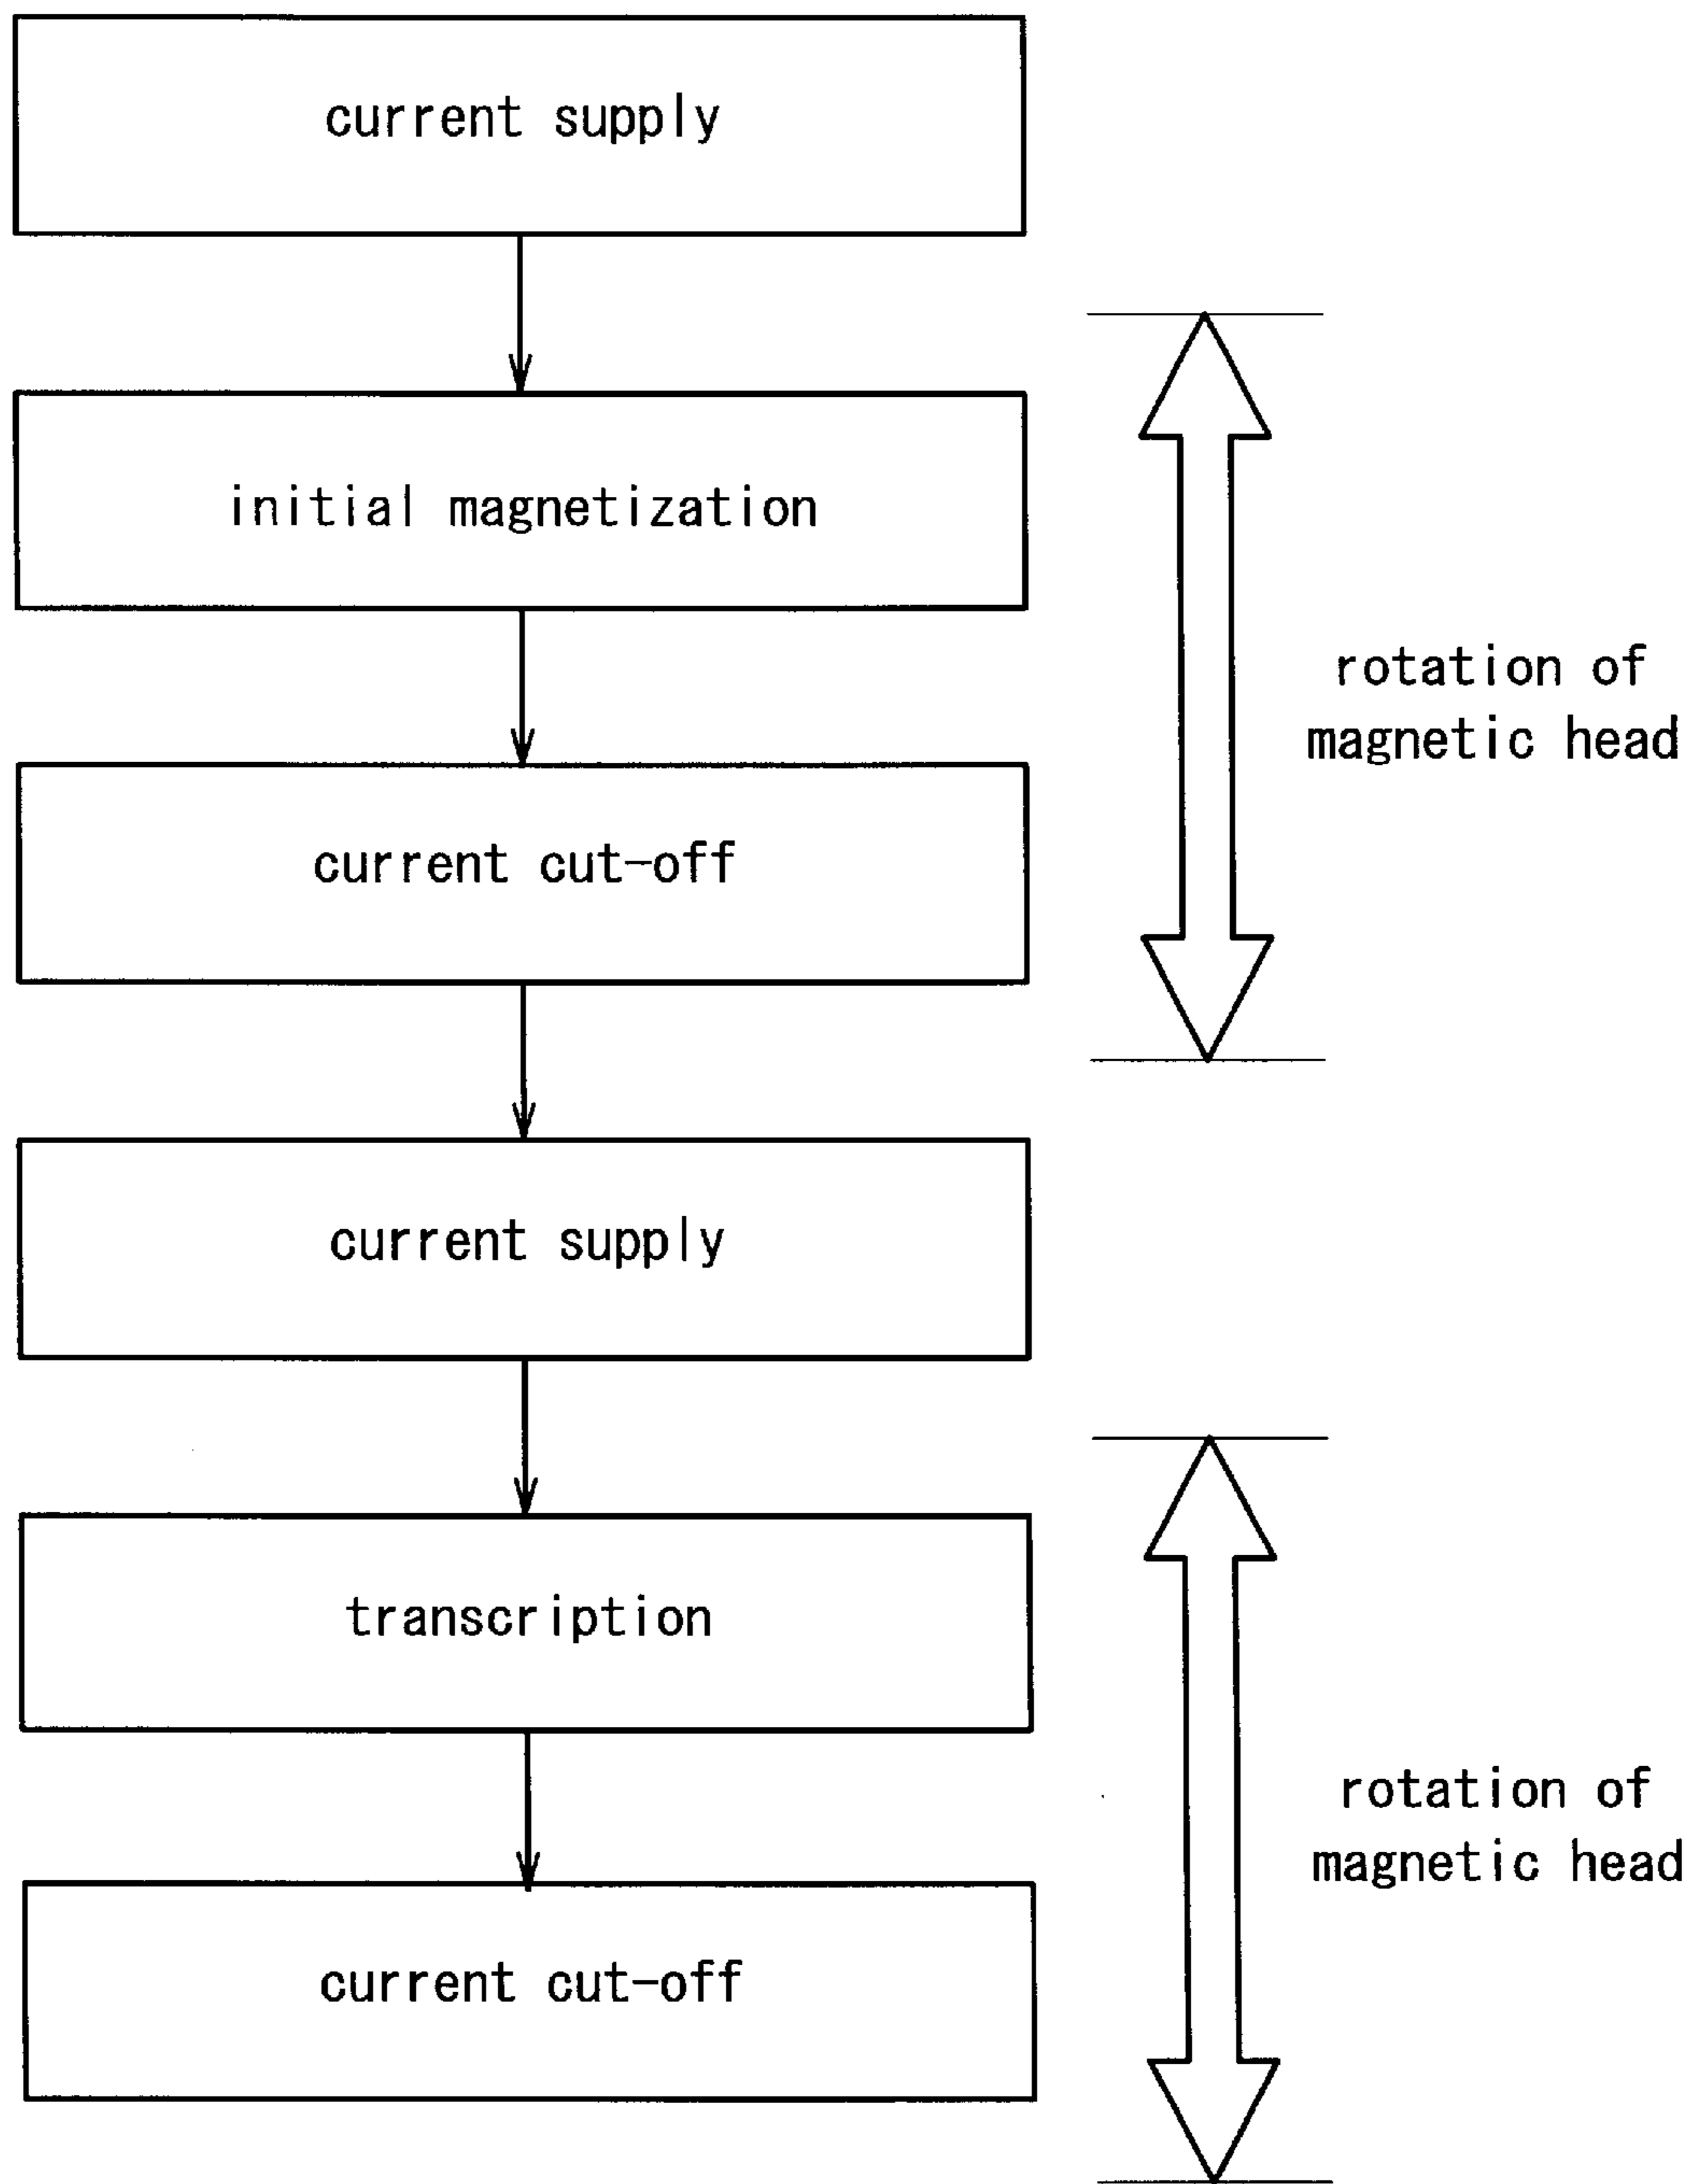 current supply
initial magnetization
rotation of
magnetic head
current cut-off
current supply
transcription
rotation of
magnetic head
current cut-off